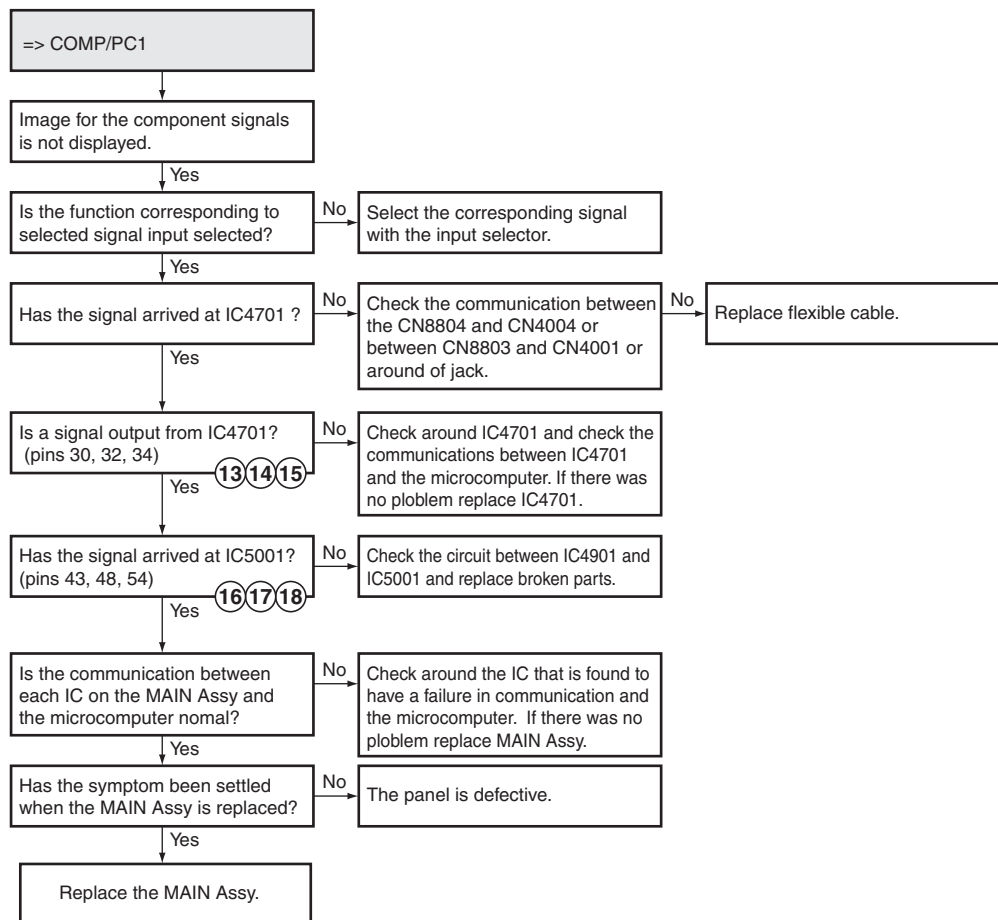 => COMP/PC1
Image for the component signals
is not displayed.
Yes
Is the function corresponding to
selected signal input selected?
No
Select the corresponding signal
with the input selector.
Yes
Has the signal arrived at IC4701 ?
No
Check the communication between
the CN8804 and CN4004 or
between CN8803 and CN4001 or
around of jack.
No
Replace flexible cable.
Yes
Is a signal output from IC4701?
(pins 30, 32, 34)
13 14 15
No
Check around IC4701 and check the
communications between IC4701
and the microcomputer. If there was
no ploblem replace IC4701.
Yes
Has the signal arrived at IC5001?
(pins 43, 48, 54)
16 17 18
No
Check the circuit between IC4901 and
IC5001 and replace broken parts.
Yes
Is the communication between
each IC on the MAIN Assy and
the microcomputer nomal?
No
Check around the IC that is found to
have a failure in communication and
the microcomputer. If there was no
ploblem replace MAIN Assy.
Yes
Has the symptom been settled
when the MAIN Assy is replaced?
No
The panel is defective.
Yes
Replace the MAIN Assy.